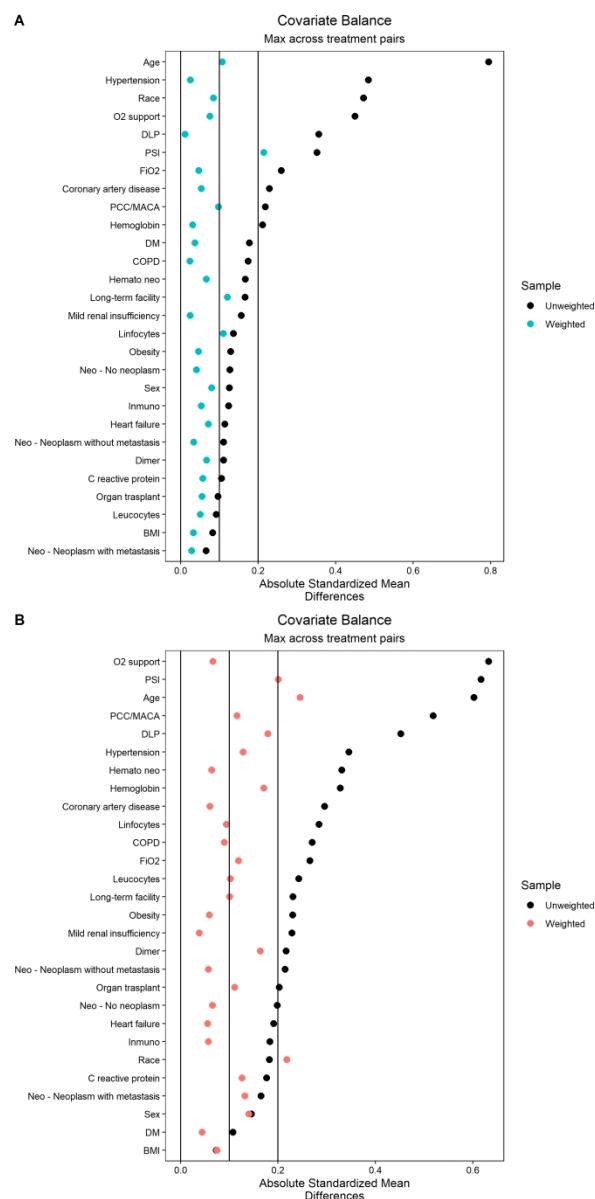 A
Covariate Balance
Max across treatment pairs
Age
Hypertension
Race
O2 support
DLP
PSI
FiO2
Coronary artery disease
PCC/MACA
Hemoglobin
DM
COPD
Hemato neo
Long-term facility
Mild renal insufficiency
Linfocytes
Obesity
Neo - No neoplasm
Sex
Inmuno
Heart failure
Neo - Neoplasm without metastasis
Dimer
C reactive protein
Organ trasplant
Leucocytes
BMI
Neo - Neoplasm with metastasis
Sample
Unweighted
Weighted
0.0 0.2 0.4 0.6 0.8
Absolute Standardized Mean
Differences
B
Covariate Balance
Max across treatment pairs
O2 support
PSI
Age
PCC/MACA
DLP
Hypertension
Hemato neo
Hemoglobin
Coronary artery disease
Linfocytes
COPD
FiO2
Leucocytes
Long-term facility
Obesity
Mild renal insufficiency
Dimer
Neo - Neoplasm without metastasis
Organ trasplant
Neo - No neoplasm
Heart failure
Inmuno
Race
C reactive protein
Neo - Neoplasm with metastasis
Sex
DM
BMI
Sample
Unweighted
Weighted
0.0 0.2 0.4 0.6
Absolute Standardized Mean
Differences